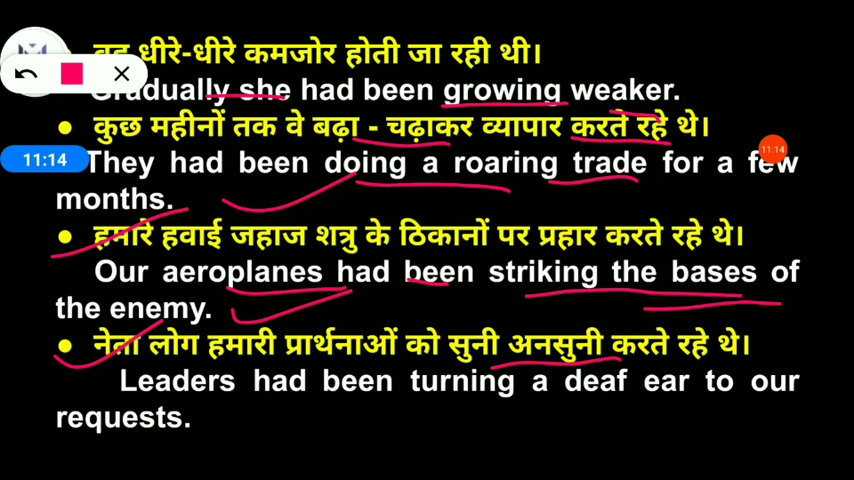 वह धीरे-धीरे कमजोर होती जा रही थी।
Gradually she had been growing weaker.
• कुछ महीनों तक वे बढ़ा - चढ़ाकर व्यापार करते रहे थे।
11:14
11:14
They had been doing a roaring trade for a few
months.
• हमारे हवाई जहाज शत्रु के ठिकानों पर प्रहार करते रहे थे।
Our aeroplanes had been striking the bases of
the enemy.
• नेता लोग हमारी प्रार्थनाओं को सुनी अनसुनी करते रहे थे।
Leaders had been turning a deaf ear to our
requests.